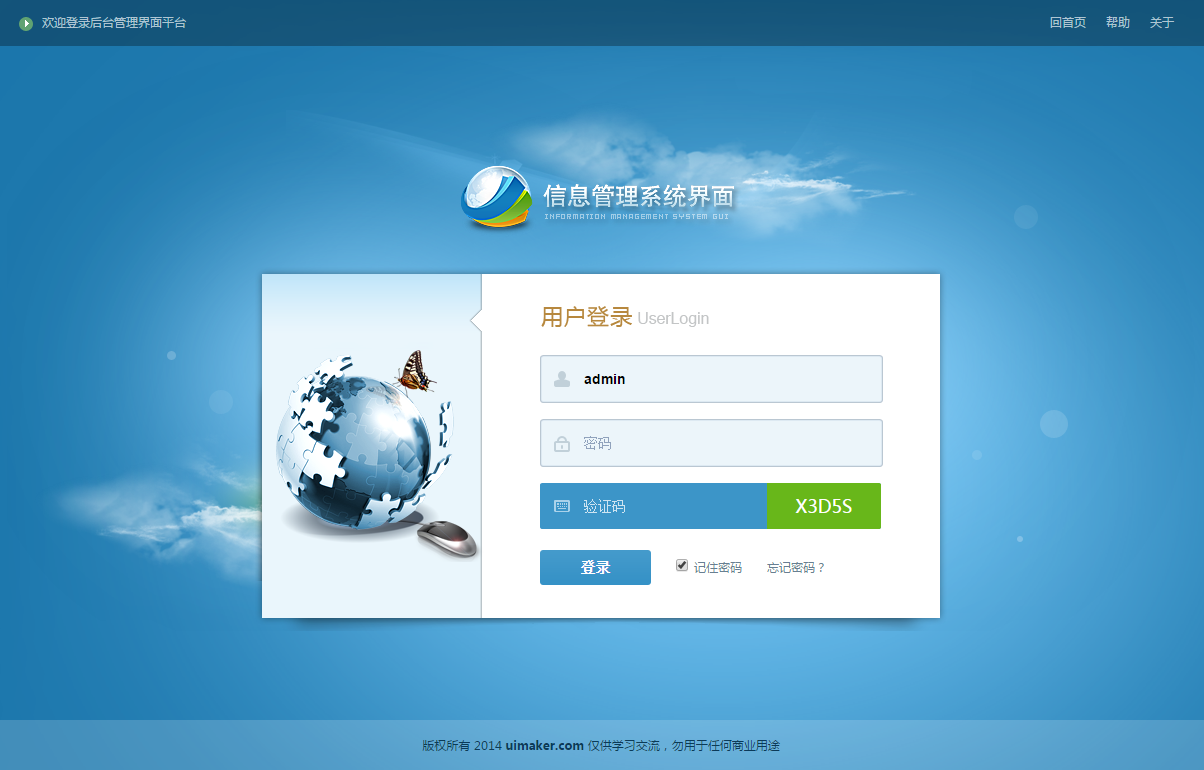 欢迎登录后台管理界面平台 回首页 帮助 关于
信息管理系统界面
INFORMATION MANAGEMENT SYSTEM GUI
用户登录 UserLogin
admin
密码
验证码 X3D5S
登录 记住密码 忘记密码？
版权所有 2014 uimaker.com 仅供学习交流，勿用于任何商业用途